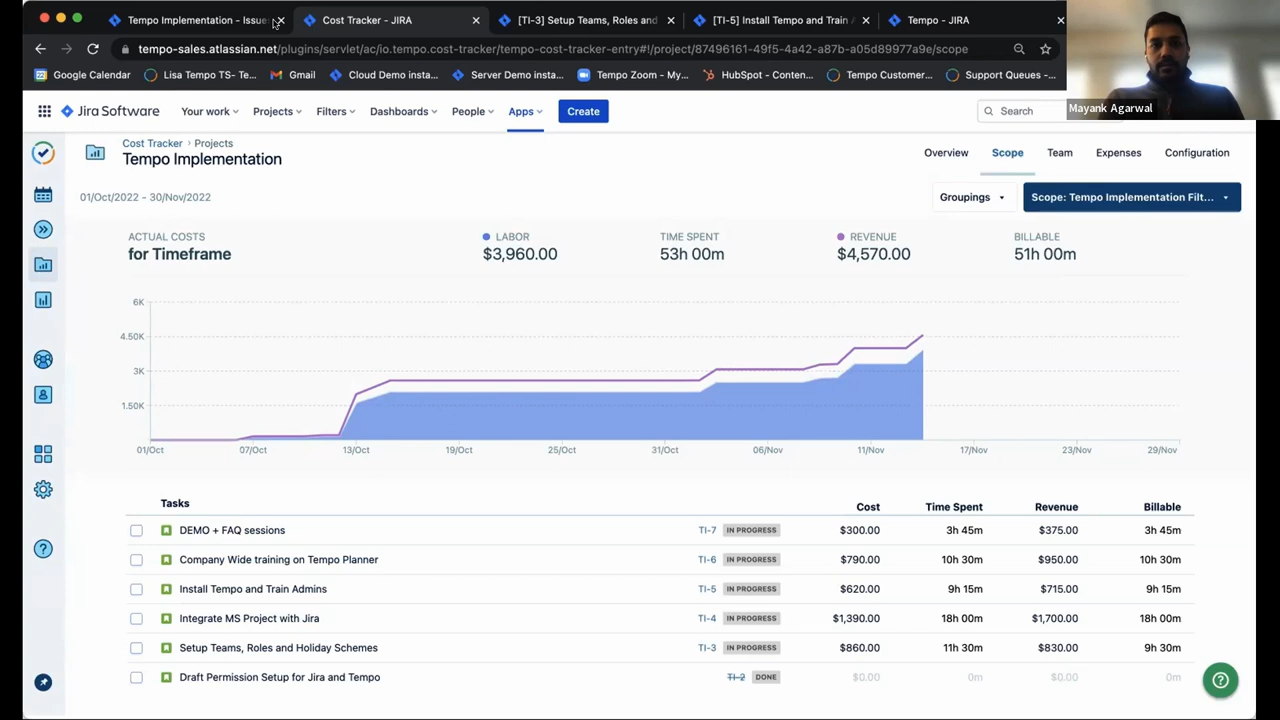 Tempo Implementation - Issues
Cost Tracker - JIRA
[TI-3] Setup Teams, Roles and
[TI-5] Install Tempo and Train A
Tempo - JIRA
tempo-sales.atlassian.net/plugins/servlet/ac/io.tempo.cost-tracker/tempo-cost-tracker-entry#!/project/87496161-49f5-4a42-a87b-a05d89977a9e/scope
Google Calendar
Lisa Tempo TS- Te...
Gmail
Cloud Demo insta...
Server Demo insta...
Tempo Zoom - My...
HubSpot - Conten...
Tempo Customer...
Support Queues -...
Mayank Agarwal
Jira Software
Your work
Projects
Filters
Dashboards
People
Apps
Create
Search
Cost Tracker Projects
Tempo Implementation
Overview
Scope
Team
Expenses
Configuration
01/Oct/2022 - 30/Nov/2022
Groupings
Scope: Tempo Implementation Filt...
ACTUAL COSTS
for Timeframe
LABOR
$3,960.00
TIME SPENT
53h 00m
REVENUE
$4,570.00
BILLABLE
51h 00m
6K
4.50K
3K
1.50K
01/Oct 07/Oct 13/Oct 19/Oct 25/Oct 31/Oct 06/Nov 11/Nov 17/Nov 23/Nov 29/Nov
Tasks Cost Time Spent Revenue Billable
DEMO + FAQ sessions TI-7 IN PROGRESS $300.00 3h 45m $375.00 3h 45m
Company Wide training on Tempo Planner TI-6 IN PROGRESS $790.00 10h 30m $950.00 10h 30m
Install Tempo and Train Admins TI-5 IN PROGRESS $620.00 9h 15m $715.00 9h 15m
Integrate MS Project with Jira TI-4 IN PROGRESS $1,390.00 18h 00m $1,700.00 18h 00m
Setup Teams, Roles and Holiday Schemes TI-3 IN PROGRESS $860.00 11h 30m $830.00 9h 30m
Draft Permission Setup for Jira and Tempo TI-2 DONE $0.00 0m $0.00 0m